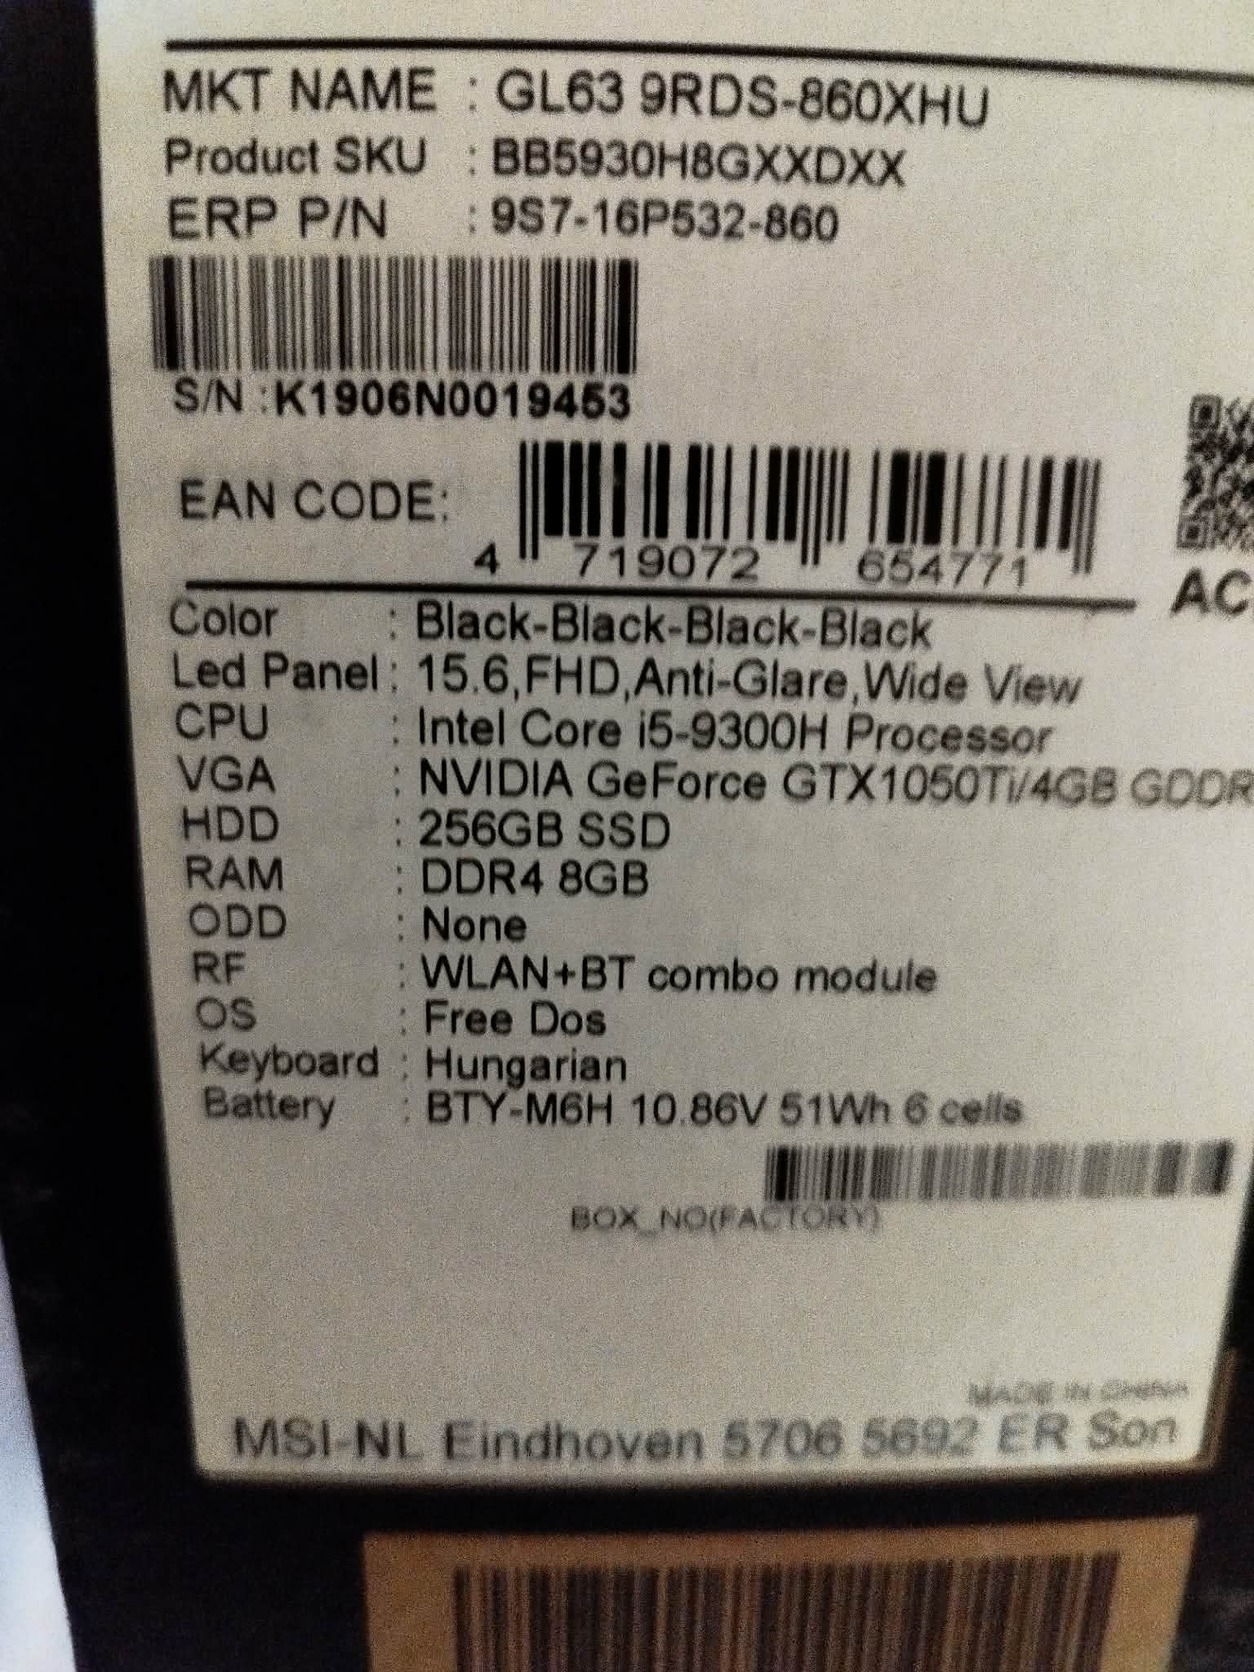 MKT NAME : GL63 9RDS-860XHU
Product SKU : BB5930H8GXXDXX
ERP P/N : 9S7-16P532-860
S/N :K1906N0019453
EAN CODE:
4 719072 654771
AC
Color : Black-Black-Black-Black
Led Panel : 15.6,FHD,Anti-Glare,Wide View
CPU : Intel Core i5-9300H Processor
VGA : NVIDIA GeForce GTX1050Ti/4GB GDDR
HDD : 256GB SSD
RAM : DDR4 8GB
ODD : None
RF : WLAN+BT combo module
OS : Free Dos
Keyboard : Hungarian
Battery : BTY-M6H 10.86V 51Wh 6 cells
BOX_NO(FACTORY)
MADE IN CHINA
MSI-NL Eindhoven 5706 5692 ER Son